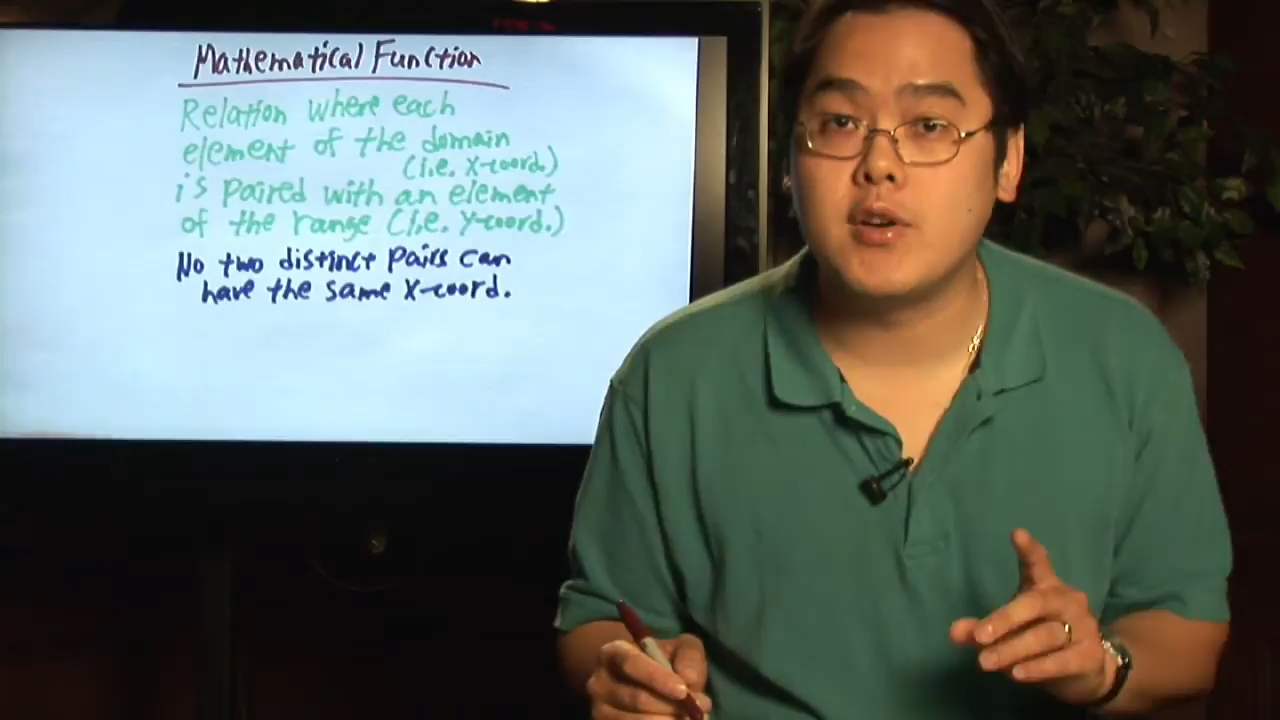 Mathematical Function
Relation where each
element of the domain
(i.e. X-coord.)
is paired with an element
of the range (i.e. Y-coord.)
No two distinct pairs can
have the same X-coord.